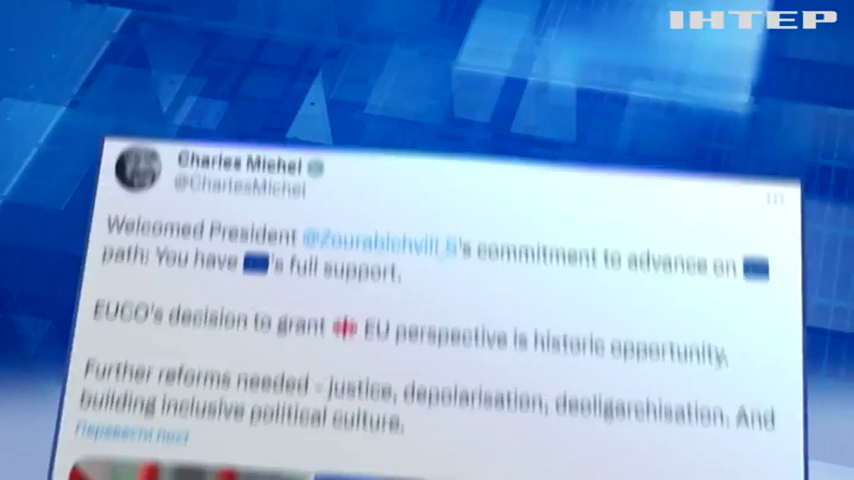 ІНТЕР
Charles Michel
@CharlesMichel
Welcomed President @Zourabichvili_S's commitment to advance on
path: You have 's full support.
EUCO's decision to grant EU perspective is historic opportunity.
Further reforms needed - justice, depolarisation, deoligarchisation. And
building inclusive political culture.
Перевести пост